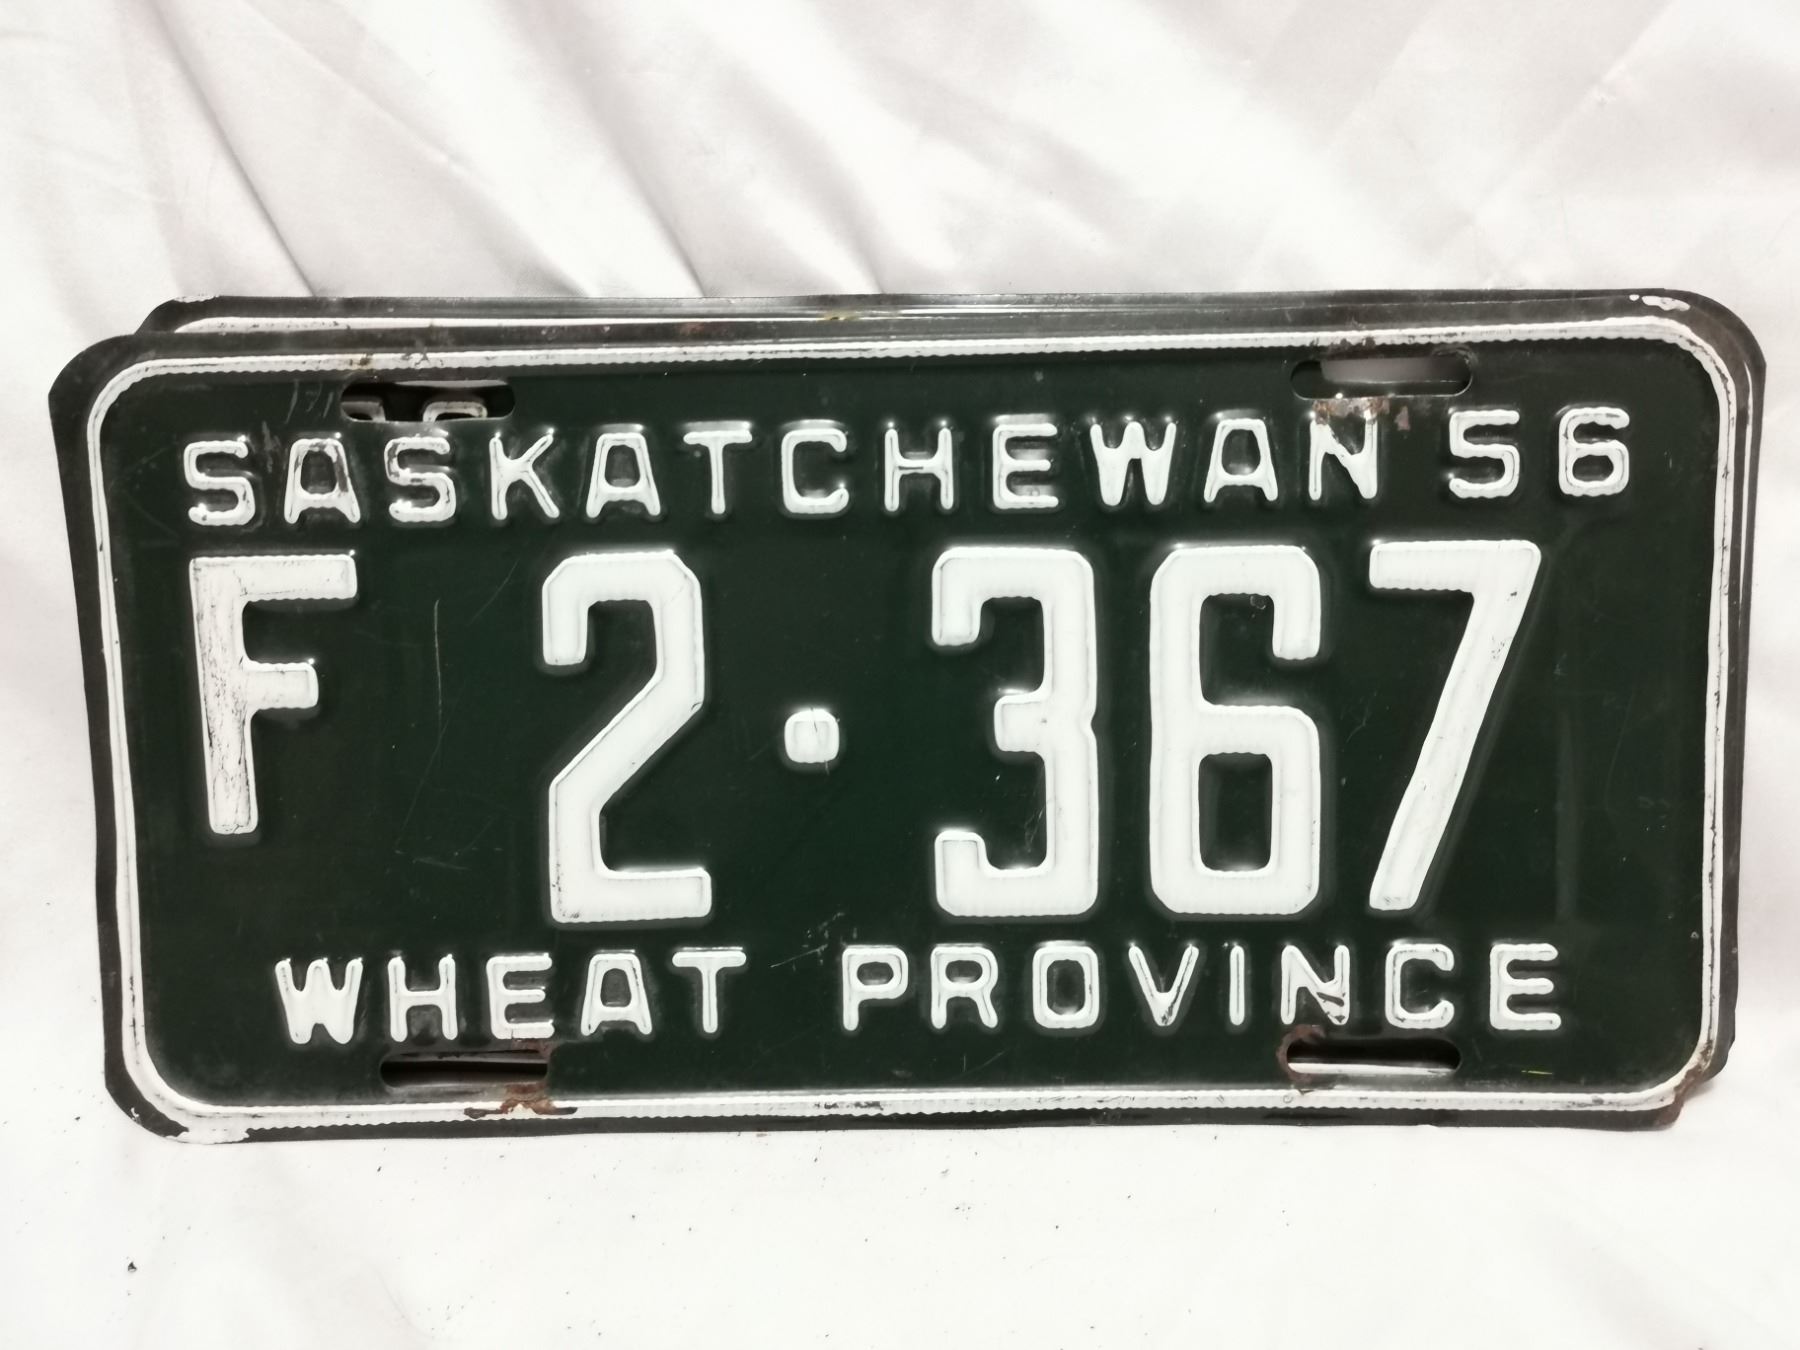 SASKATCHEWAN 56
F 2·367
WHEAT PROVINCE